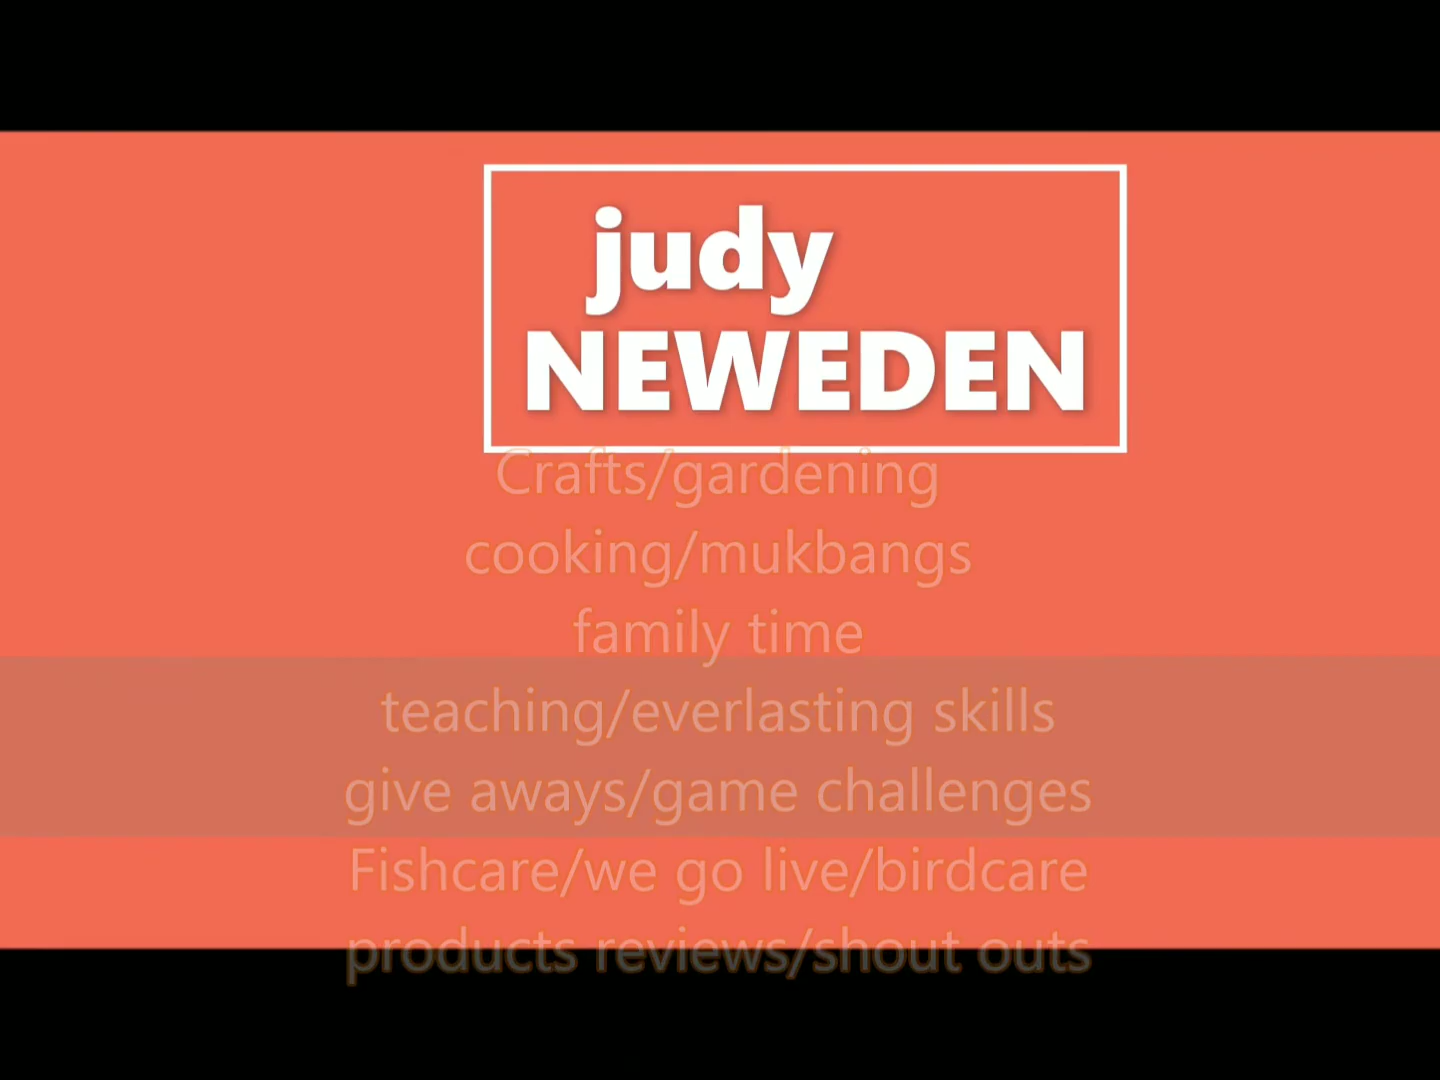 judy
NEWEDEN
Crafts/gardening
cooking/mukbangs
family time
teaching/everlasting skills
give aways/game challenges
Fishcare/we go live/birdcare
products reviews/shout outs